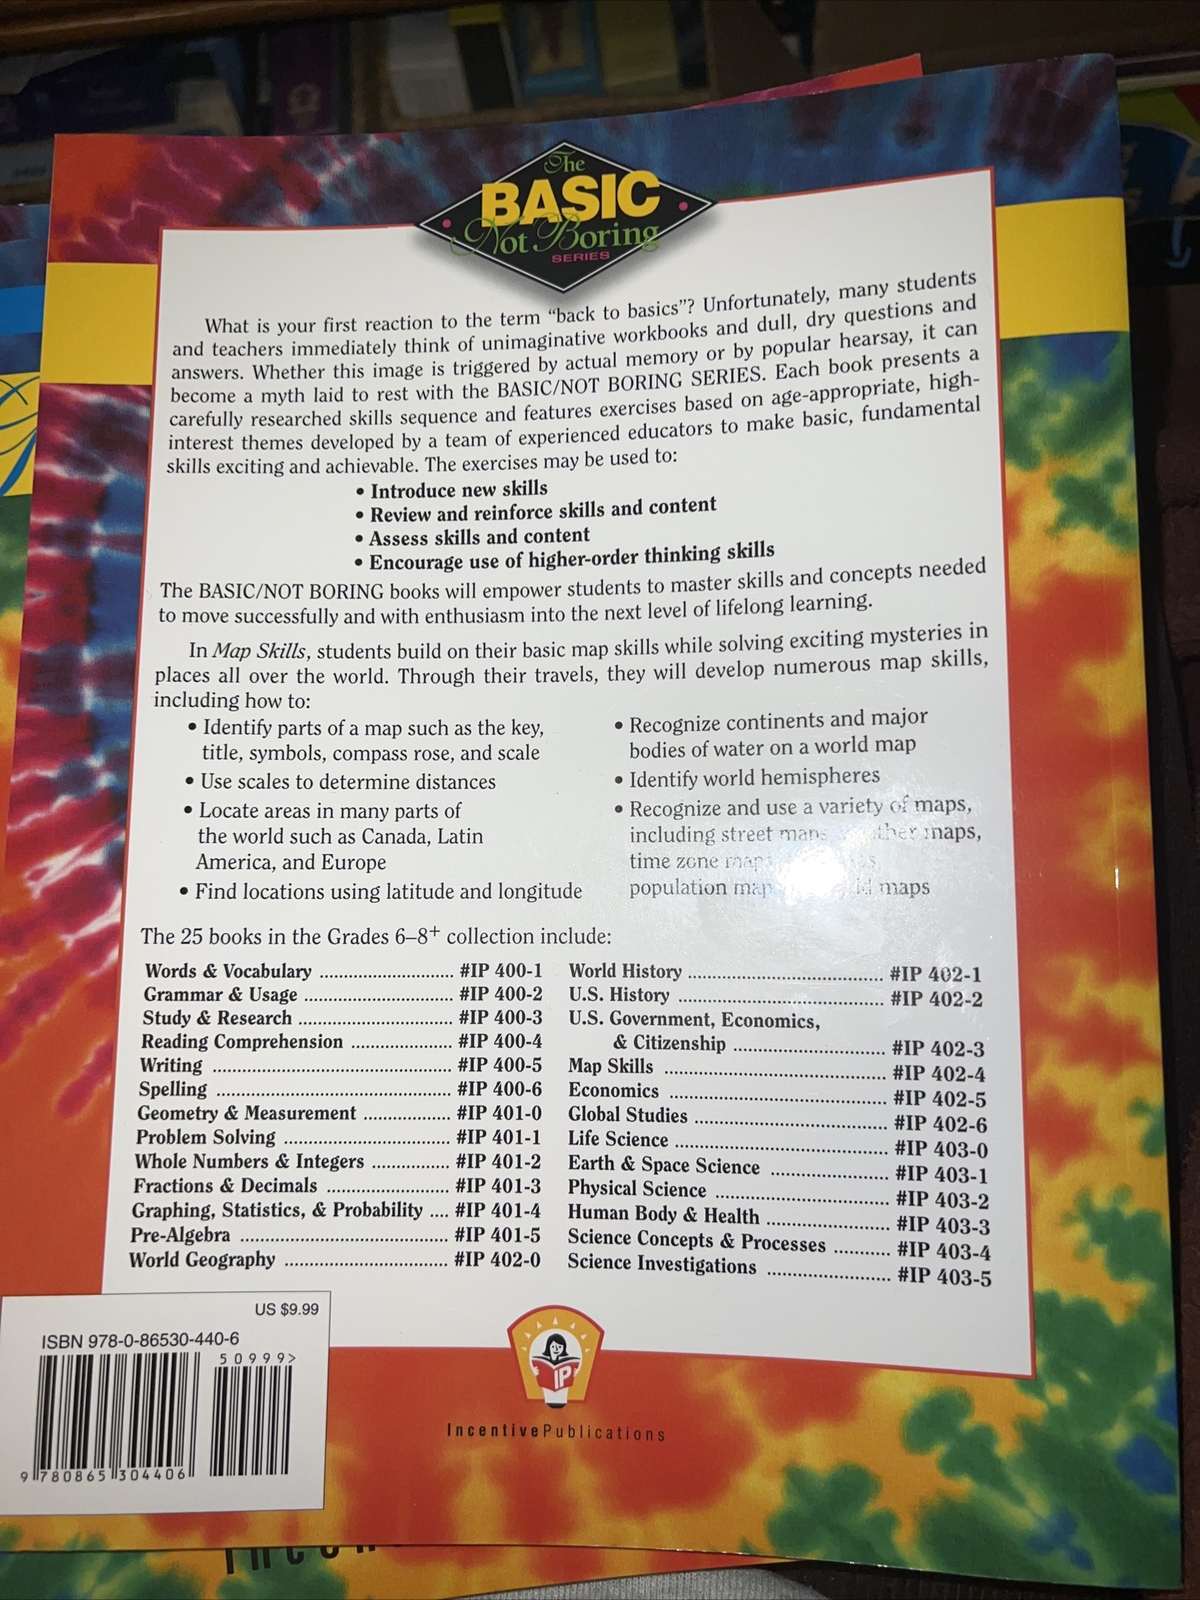 The
BASIC
Not Boring
SERIES
What is your first reaction to the term “back to basics”? Unfortunately, many students
and teachers immediately think of unimaginative workbooks and dull, dry questions and
answers. Whether this image is triggered by actual memory or by popular hearsay, it can
become a myth laid to rest with the BASIC/NOT BORING SERIES. Each book presents a
carefully researched skills sequence and features exercises based on age-appropriate, high-
interest themes developed by a team of experienced educators to make basic, fundamental
skills exciting and achievable. The exercises may be used to:
• Introduce new skills
• Review and reinforce skills and content
• Assess skills and content
• Encourage use of higher-order thinking skills
The BASIC/NOT BORING books will empower students to master skills and concepts needed
to move successfully and with enthusiasm into the next level of lifelong learning.
In Map Skills, students build on their basic map skills while solving exciting mysteries in
places all over the world. Through their travels, they will develop numerous map skills,
including how to:
• Identify parts of a map such as the key,
title, symbols, compass rose, and scale
• Use scales to determine distances
• Locate areas in many parts of
the world such as Canada, Latin
America, and Europe
• Find locations using latitude and longitude
• Recognize continents and major
bodies of water on a world map
• Identify world hemispheres
• Recognize and use a variety of maps,
including street maps, maps,
time zone maps,
population maps, maps
The 25 books in the Grades 6–8+ collection include:
Words & Vocabulary ........................... #IP 400-1
Grammar & Usage .............................. #IP 400-2
Study & Research ............................... #IP 400-3
Reading Comprehension .................... #IP 400-4
Writing ................................................ #IP 400-5
Spelling ............................................... #IP 400-6
Geometry & Measurement ................. #IP 401-0
Problem Solving ................................. #IP 401-1
Whole Numbers & Integers ............... #IP 401-2
Fractions & Decimals ........................ #IP 401-3
Graphing, Statistics, & Probability .... #IP 401-4
Pre-Algebra ......................................... #IP 401-5
World Geography ................................ #IP 402-0
World History ...................................... #IP 402-1
U.S. History ........................................ #IP 402-2
U.S. Government, Economics,
& Citizenship .............................. #IP 402-3
Map Skills ........................................... #IP 402-4
Economics .......................................... #IP 402-5
Global Studies ..................................... #IP 402-6
Life Science ......................................... #IP 403-0
Earth & Space Science ....................... #IP 403-1
Physical Science ................................. #IP 403-2
Human Body & Health ........................ #IP 403-3
Science Concepts & Processes ........... #IP 403-4
Science Investigations ........................ #IP 403-5
US $9.99
ISBN 978-0-86530-440-6
50999>
9 780865 304406
IP
IncentivePublications